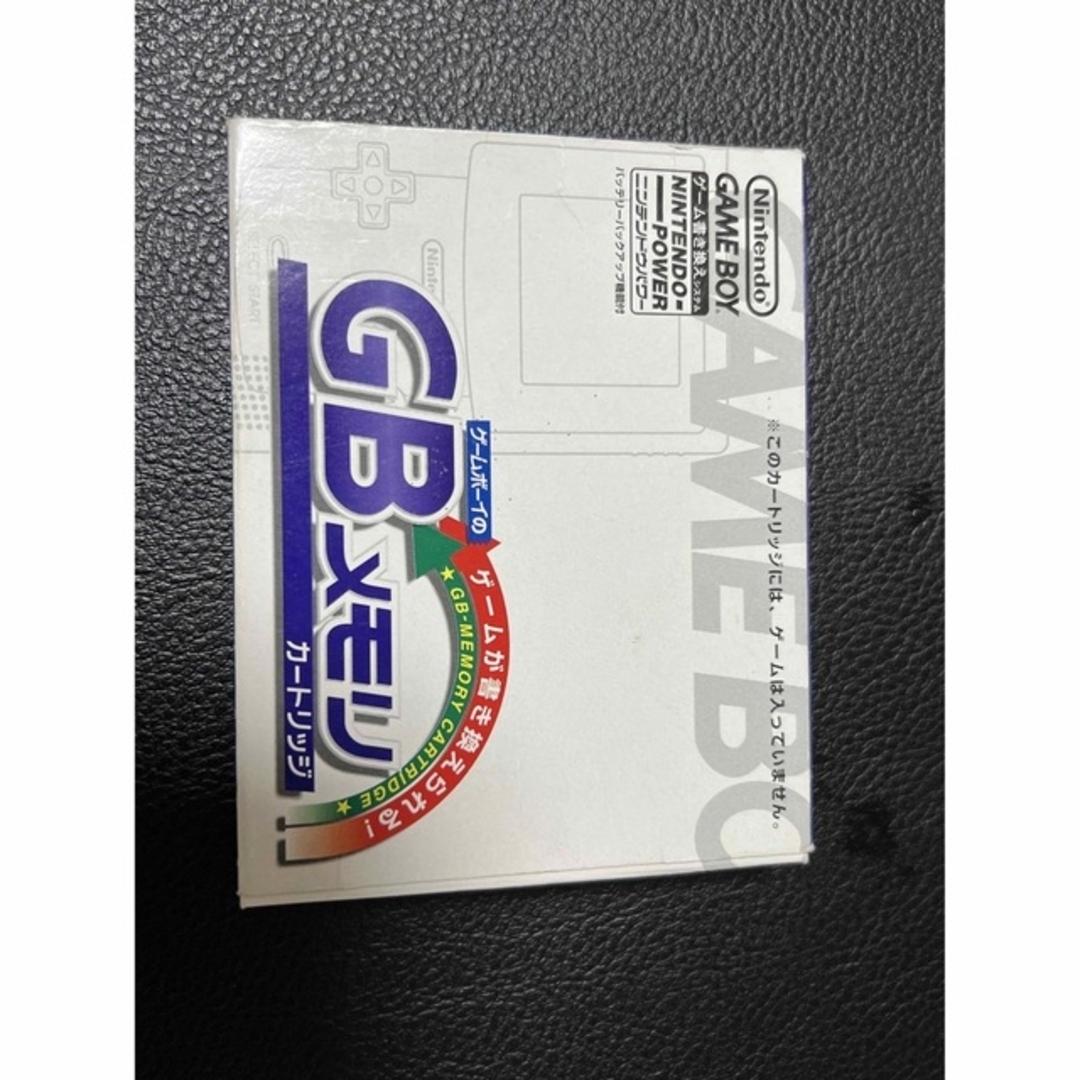 Nintendo®
GAME BOY®
ゲーム書き換えシステム
NINTENDO
POWER
ニンテンドウパワー
バッテリーバックアップ機能付
GAME BO
※このカートリッジには、ゲームは入っていません。
ゲームボーイの
ゲームが書き換えられる!
★GB-MEMORY CARTRIDGE★
GBメモリ
カートリッジ
Ninte
SELECT START